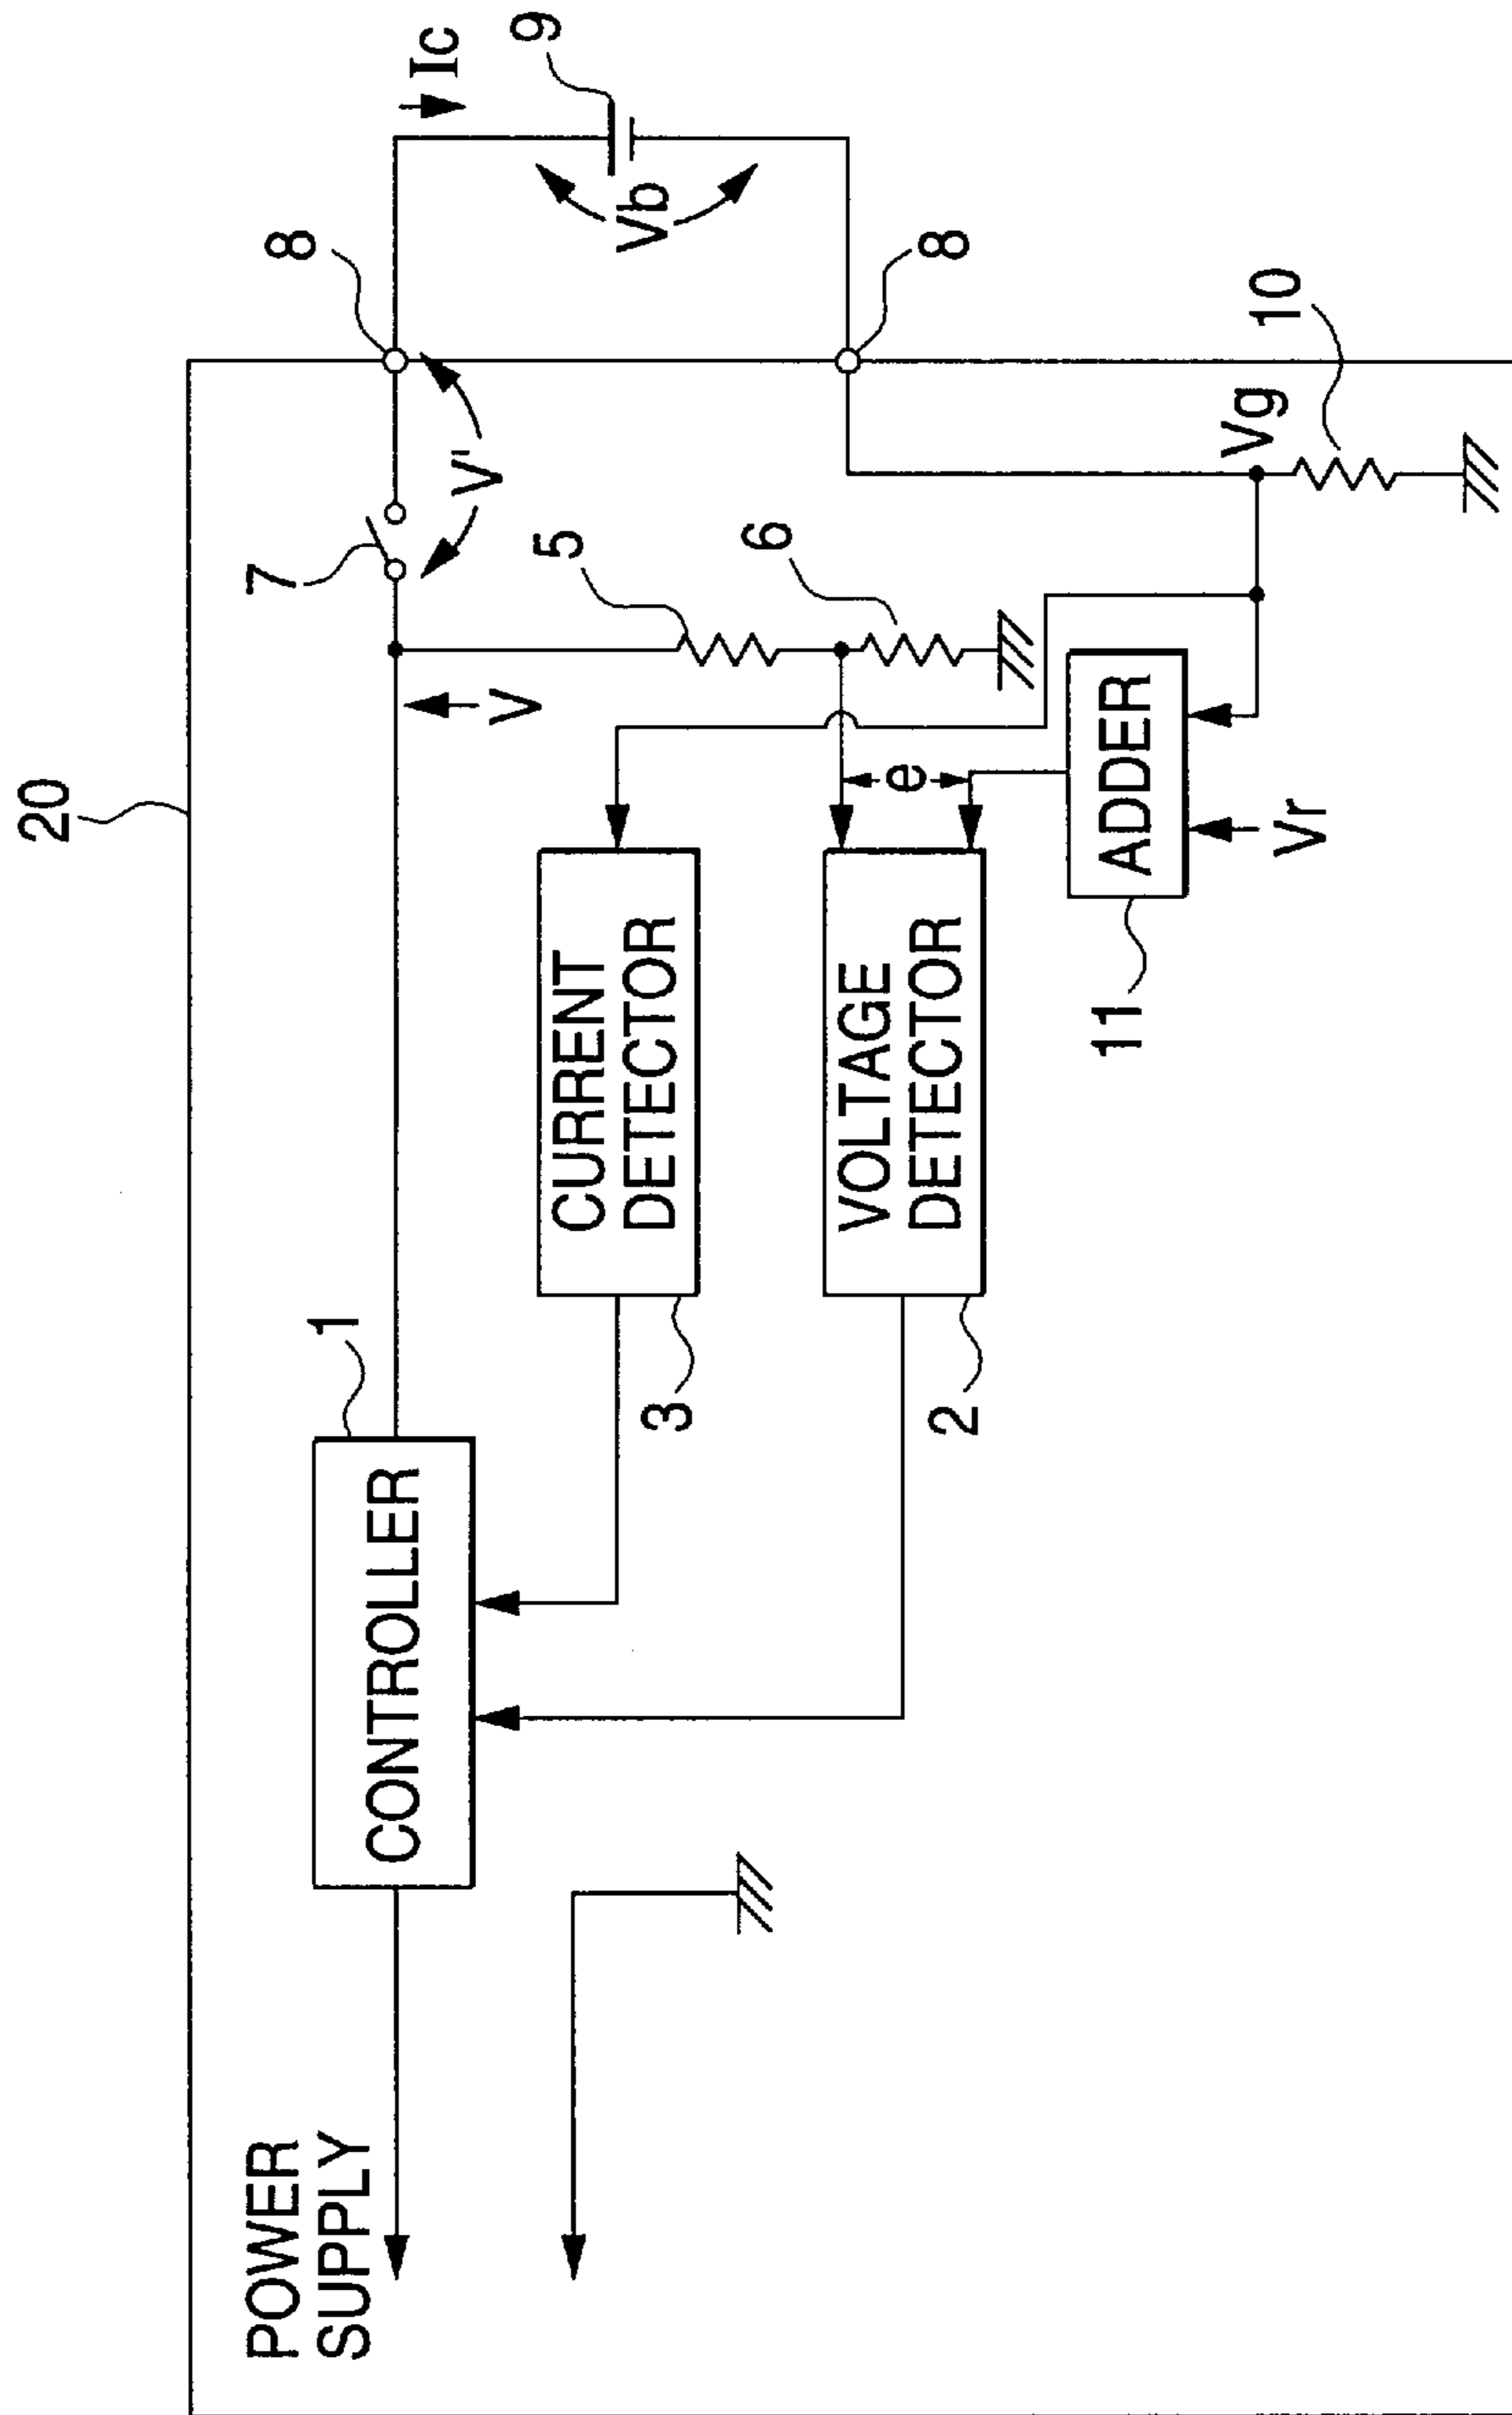 20
POWER
SUPPLY
1
CONTROLLER
V
7
V'
8
Ic
9
Vb
8
5
6
3
CURRENT
DETECTOR
2
VOLTAGE
DETECTOR
e
11
ADDER
Vr
Vg
10